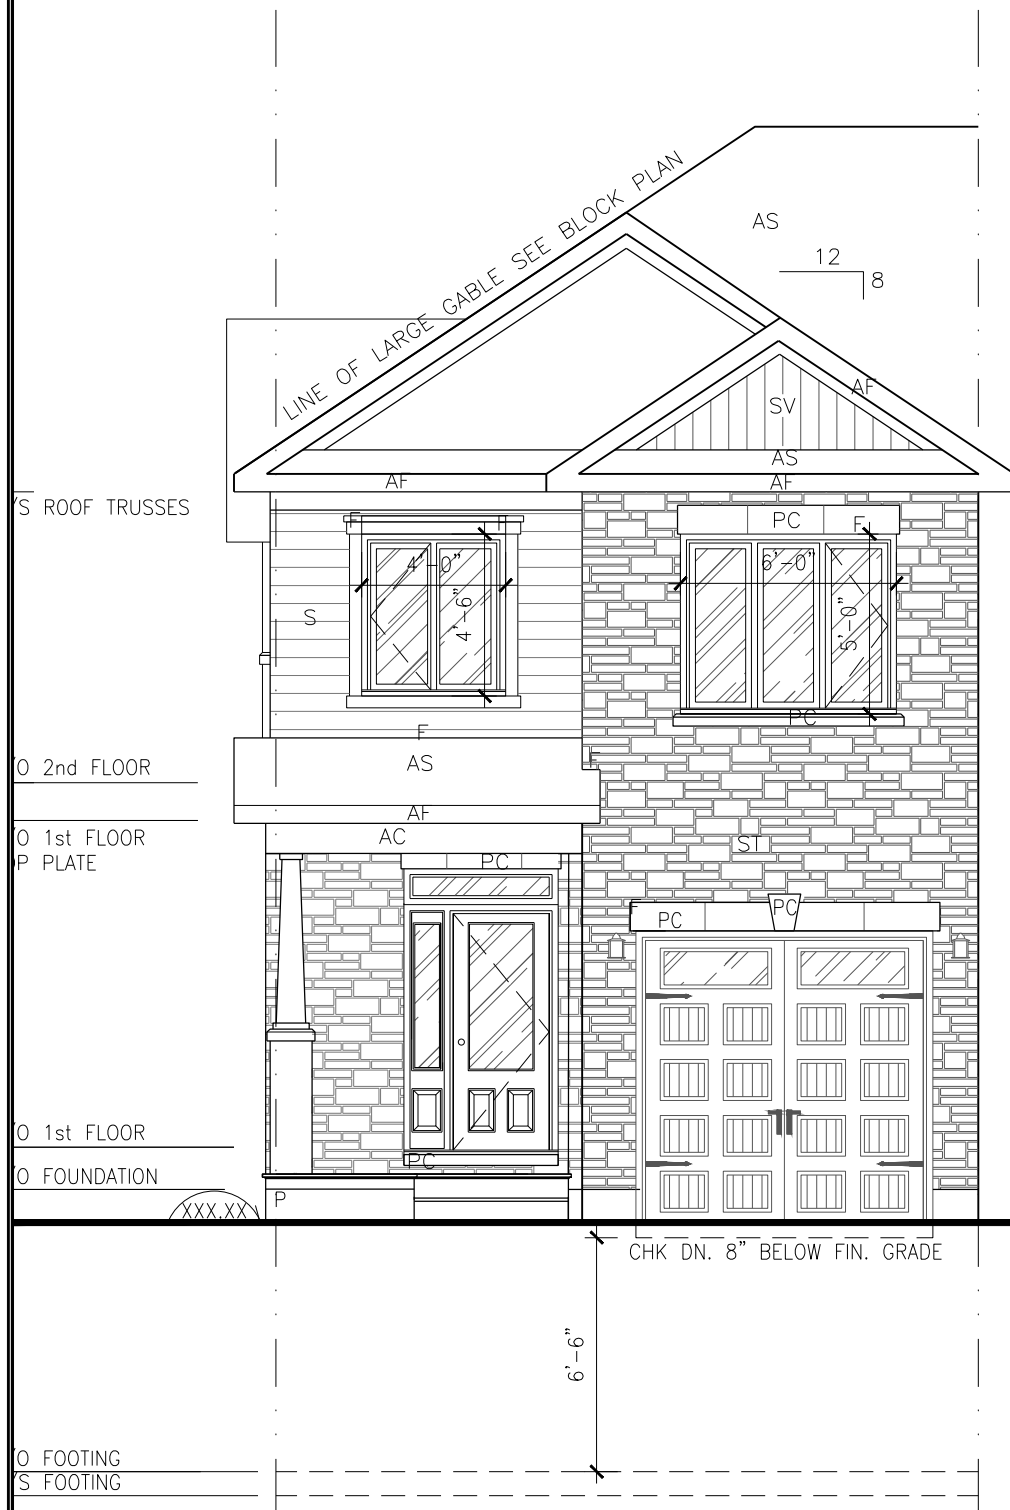 LINE OF LARGE GABLE SEE BLOCK PLAN
AS
12
8
AF
SV
AS
AF
AF
/S ROOF TRUSSES
F
F
PC
F
4'-0"
6'-0"
S
4'-6"
5'-0"
PC
F
F
/O 2nd FLOOR
AS
AF
/O 1st FLOOR
OP PLATE
AC
ST
PC
F
PC
PC
/O 1st FLOOR
PC
/O FOUNDATION
P
XXX.XX
CHK DN. 8" BELOW FIN. GRADE
6'-6"
/O FOOTING
/S FOOTING